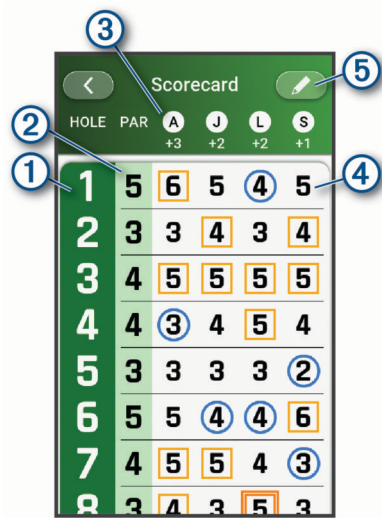 3
Scorecard
5
HOLE PAR A J L S
+3 +2 +2 +1
2
1
4
1 5 6 5 4 5
2 3 3 4 3 4
3 4 5 5 5 5
4 4 3 4 5 4
5 3 3 3 3 2
6 5 5 4 4 6
7 4 5 5 4 3
8 3 4 3 5 3